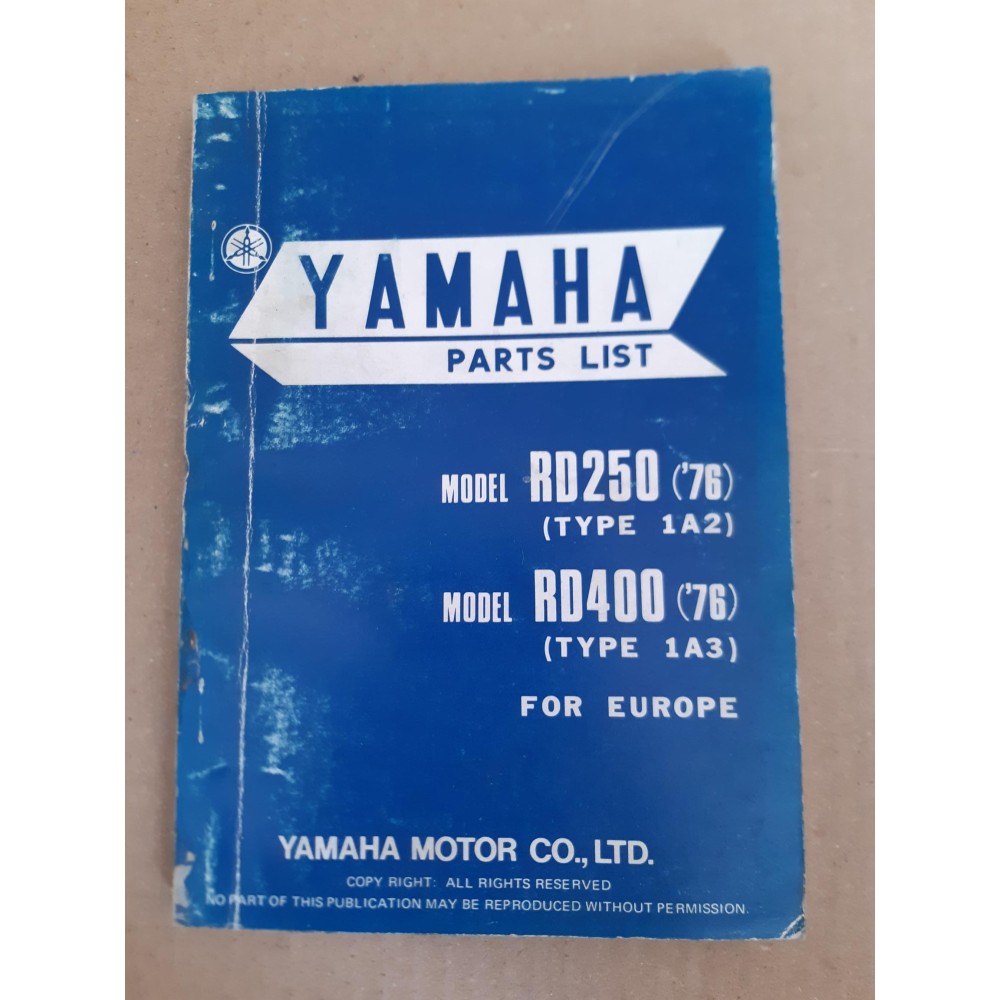 YAMAHA
PARTS LIST
MODEL RD250 ('76)
(TYPE 1A2)
MODEL RD400 ('76)
(TYPE 1A3)
FOR EUROPE
YAMAHA MOTOR CO., LTD.
COPY RIGHT: ALL RIGHTS RESERVED
NO PART OF THIS PUBLICATION MAY BE REPRODUCED WITHOUT PERMISSION.